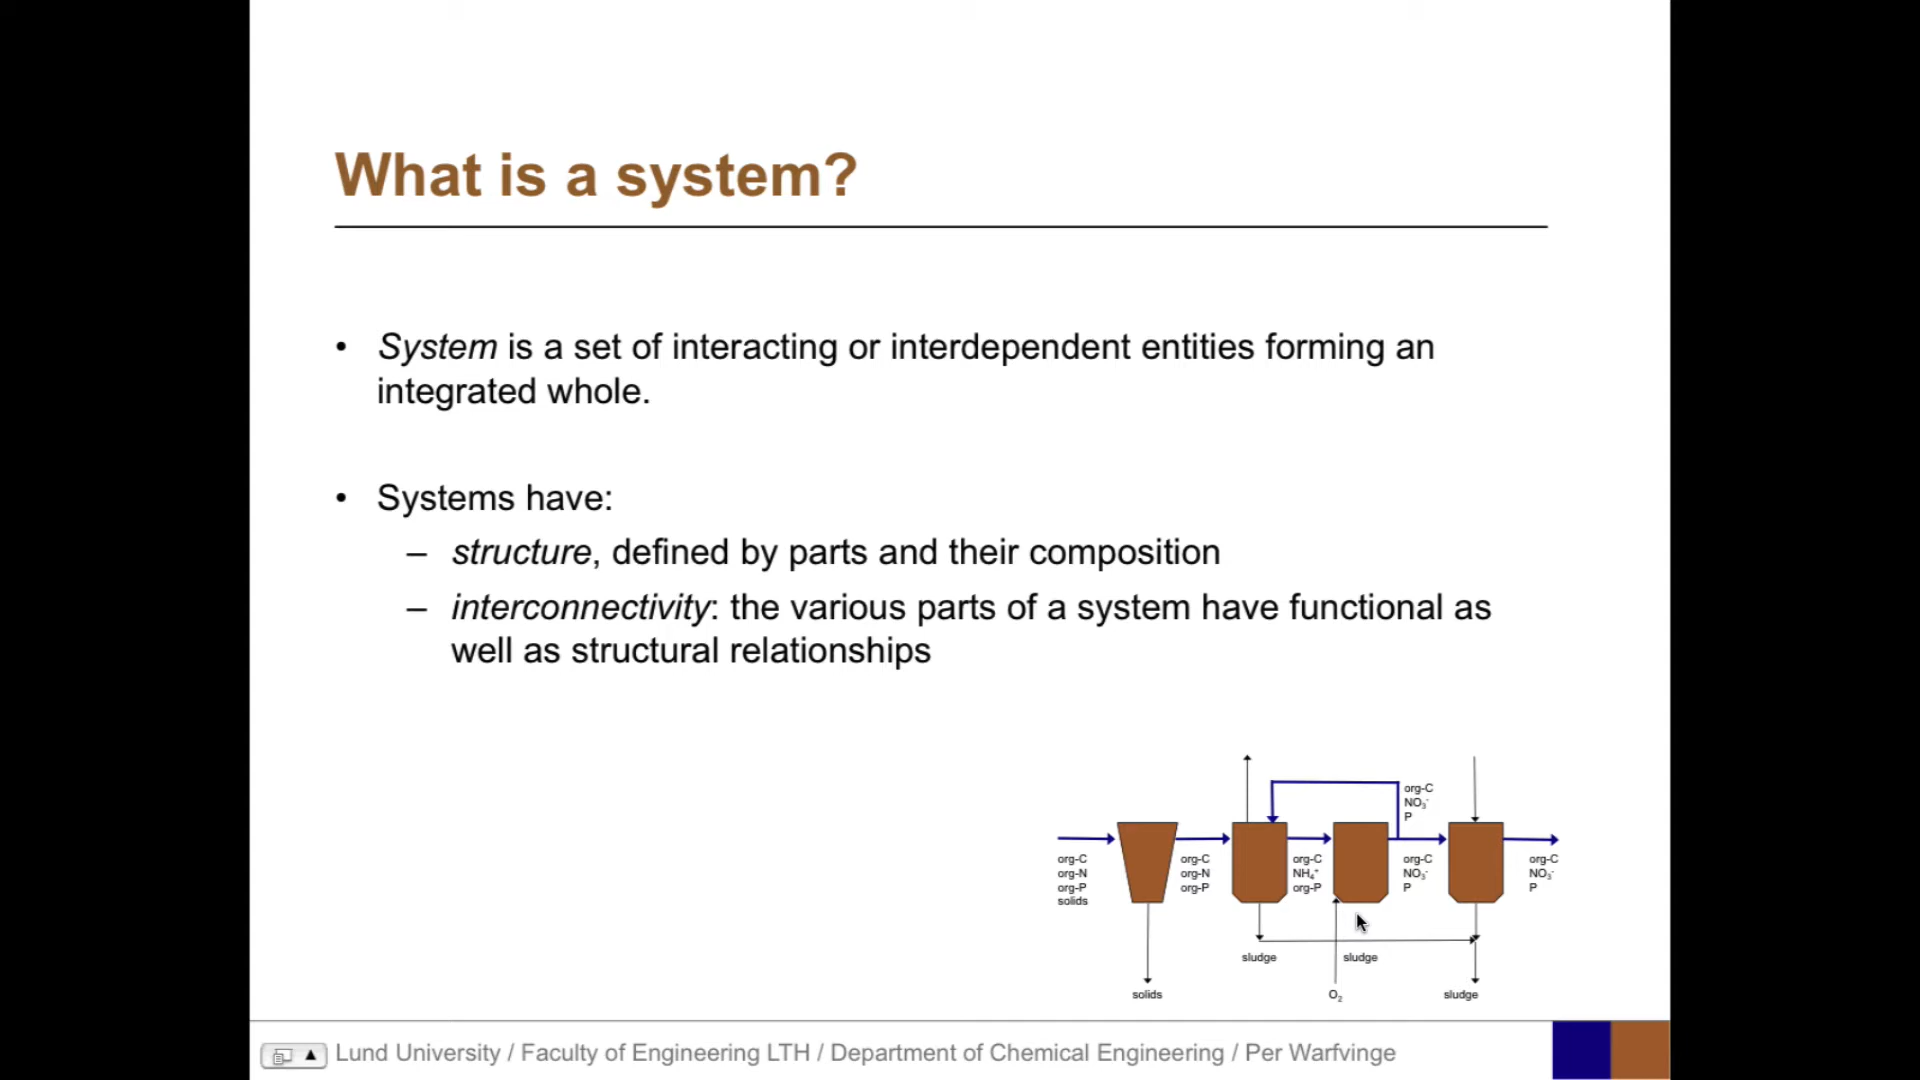 What is a system?
• System is a set of interacting or interdependent entities forming an
integrated whole.
• Systems have:
– structure, defined by parts and their composition
– interconnectivity: the various parts of a system have functional as
well as structural relationships
org-C
NO₃⁻
P
org-C
org-N
org-P
solids
org-C
org-N
org-P
org-C
NH₄⁺
org-P
org-C
NO₃⁻
P
org-C
NO₃⁻
P
sludge
sludge
solids
O₂
sludge
Lund University / Faculty of Engineering LTH / Department of Chemical Engineering / Per Warfvinge